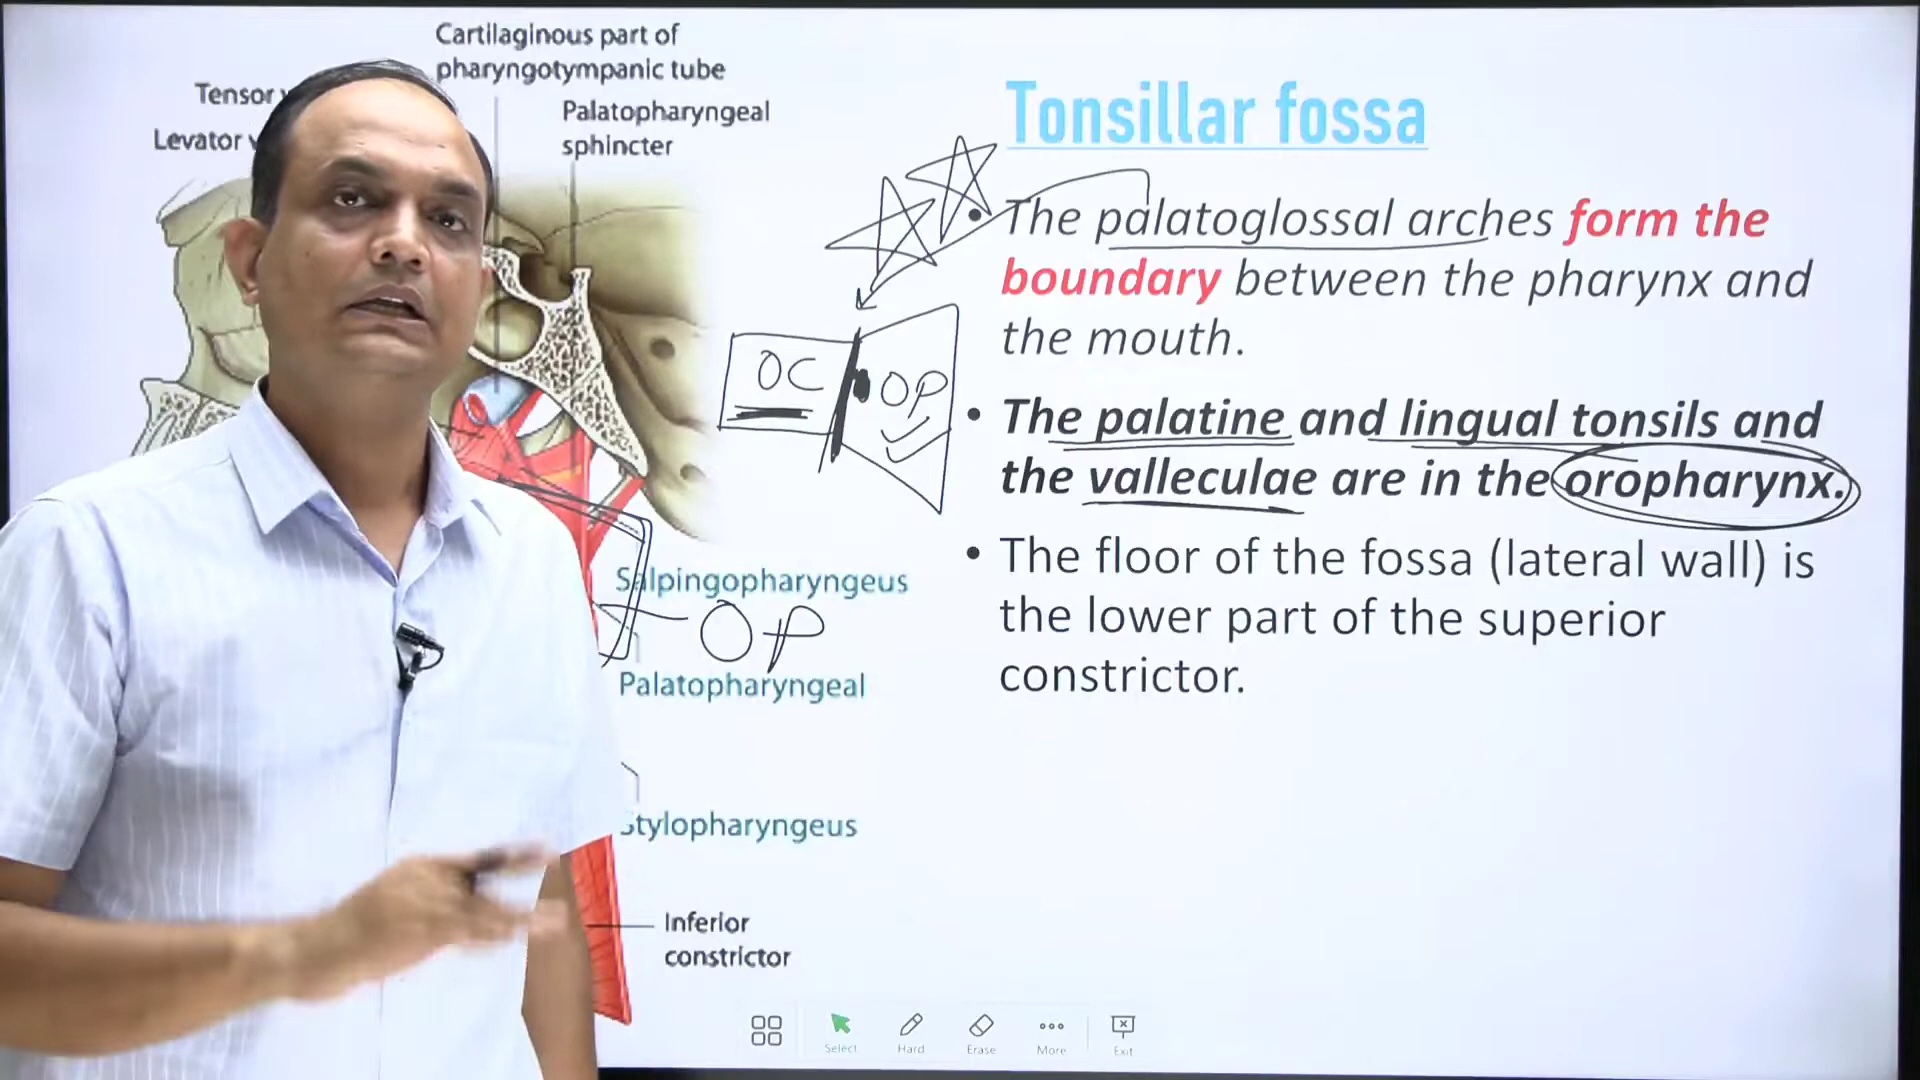 Cartilaginous part of
pharyngotympanic tube
Tensor
Palatopharyngeal
sphincter
Levator
Salpingopharyngeus
OP
Palatopharyngeal
Stylopharyngeus
Inferior
constrictor
OC
OP
Tonsillar fossa
• The palatoglossal arches form the
boundary between the pharynx and
the mouth.
• The palatine and lingual tonsils and
the valleculae are in the oropharynx.
• The floor of the fossa (lateral wall) is
the lower part of the superior
constrictor.
Select
Hard
Erase
More
Exit